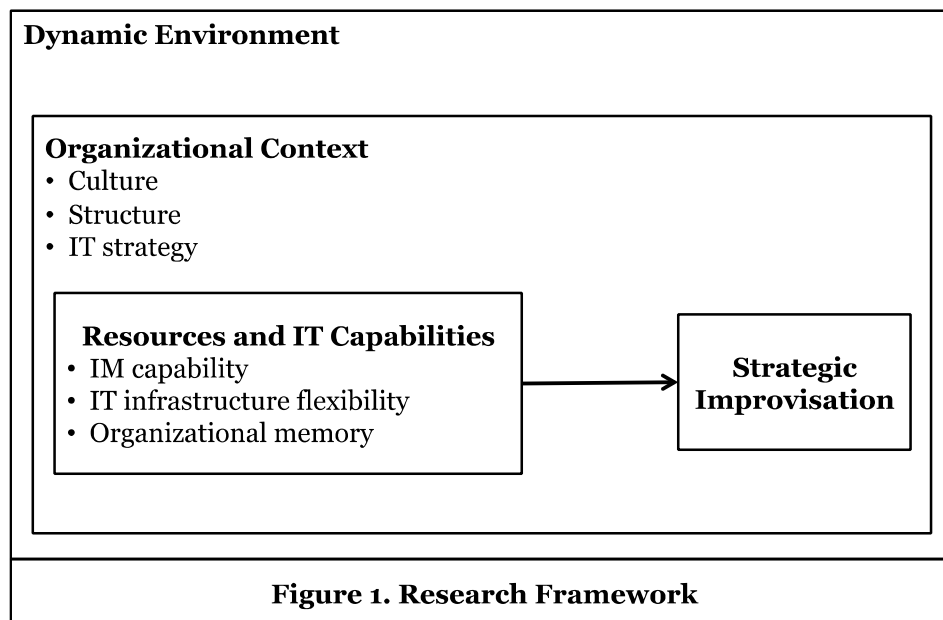 Dynamic Environment
Organizational Context
• Culture
• Structure
• IT strategy
Resources and IT Capabilities
• IM capability
• IT infrastructure flexibility
• Organizational memory
Strategic
Improvisation
Figure 1. Research Framework